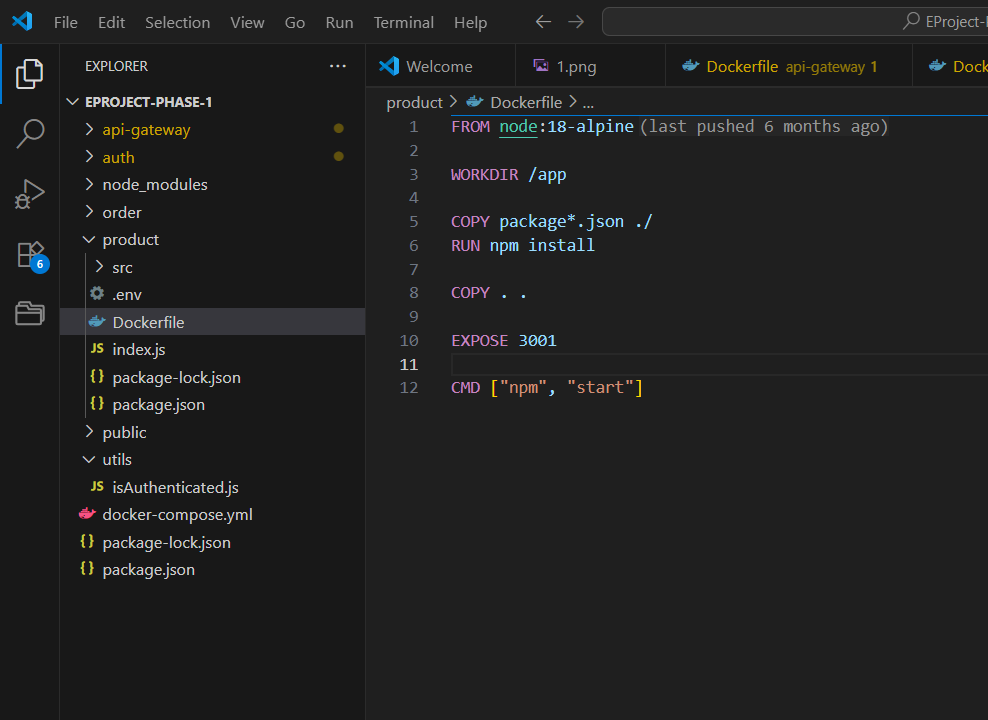 File Edit Selection View Go Run Terminal Help
EProject-
EXPLORER
EPROJECT-PHASE-1
api-gateway
auth
node_modules
order
product
src
.env
Dockerfile
JS index.js
{} package-lock.json
{} package.json
public
utils
JS isAuthenticated.js
docker-compose.yml
{} package-lock.json
{} package.json
6
Welcome
1.png
Dockerfile api-gateway 1
Dock
product > Dockerfile > ...
1 FROM node:18-alpine (last pushed 6 months ago)
2
3 WORKDIR /app
4
5 COPY package*.json ./
6 RUN npm install
7
8 COPY . .
9
10 EXPOSE 3001
11
12 CMD ["npm", "start"]